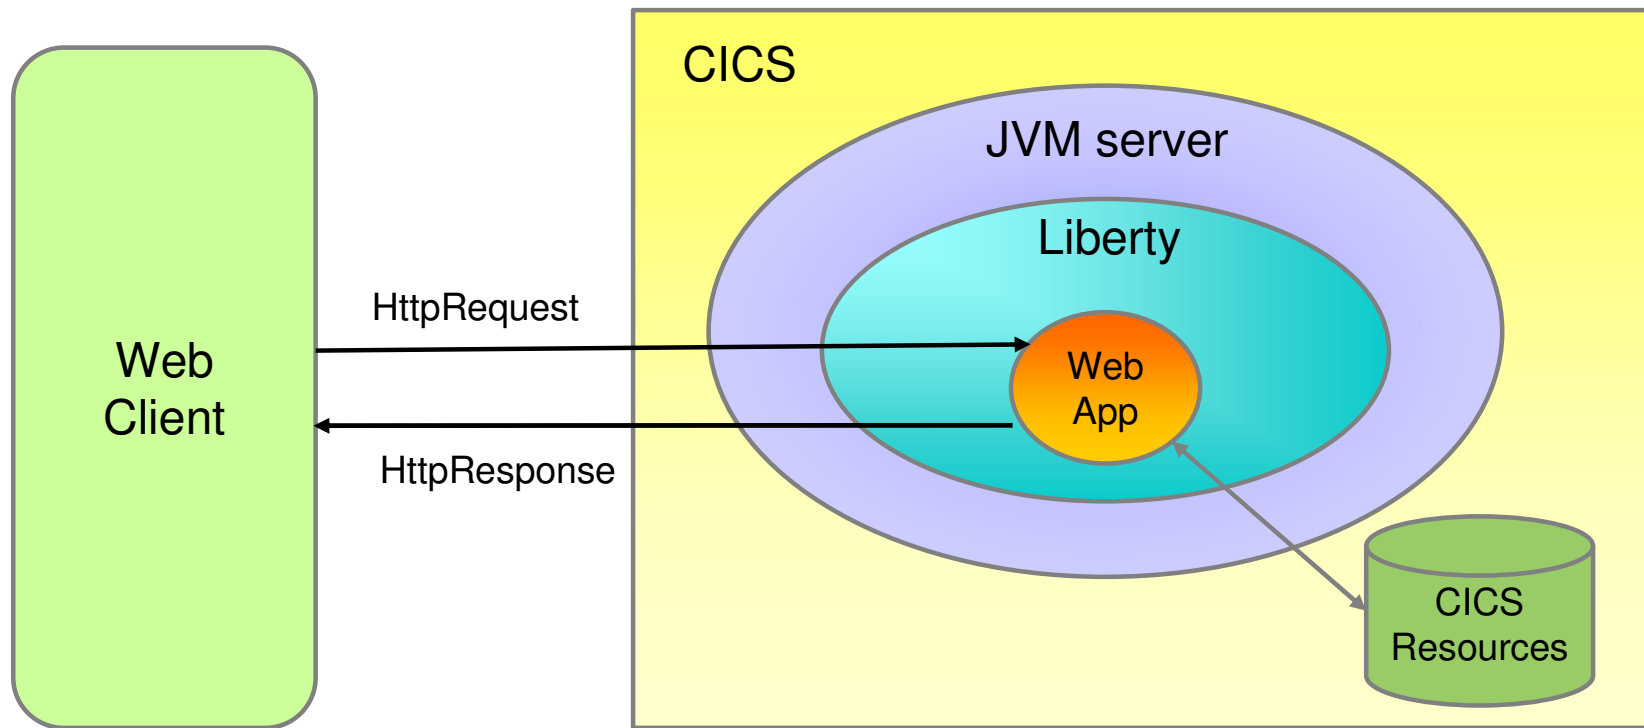 CICS
JVM server
Liberty
HttpRequest
Web
Client
Web
App
HttpResponse
CICS
Resources